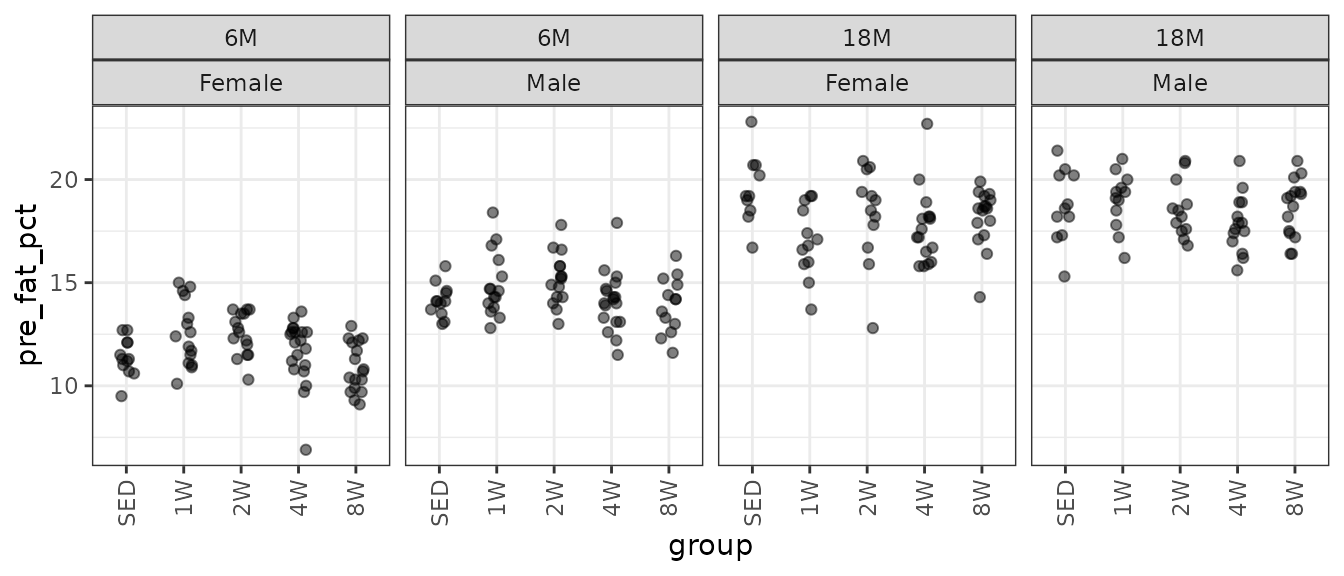 6M 6M 18M 18M
Female Male Female Male
pre_fat_pct
20
15
10
SED 1W 2W 4W 8W SED 1W 2W 4W 8W SED 1W 2W 4W 8W SED 1W 2W 4W 8W
group